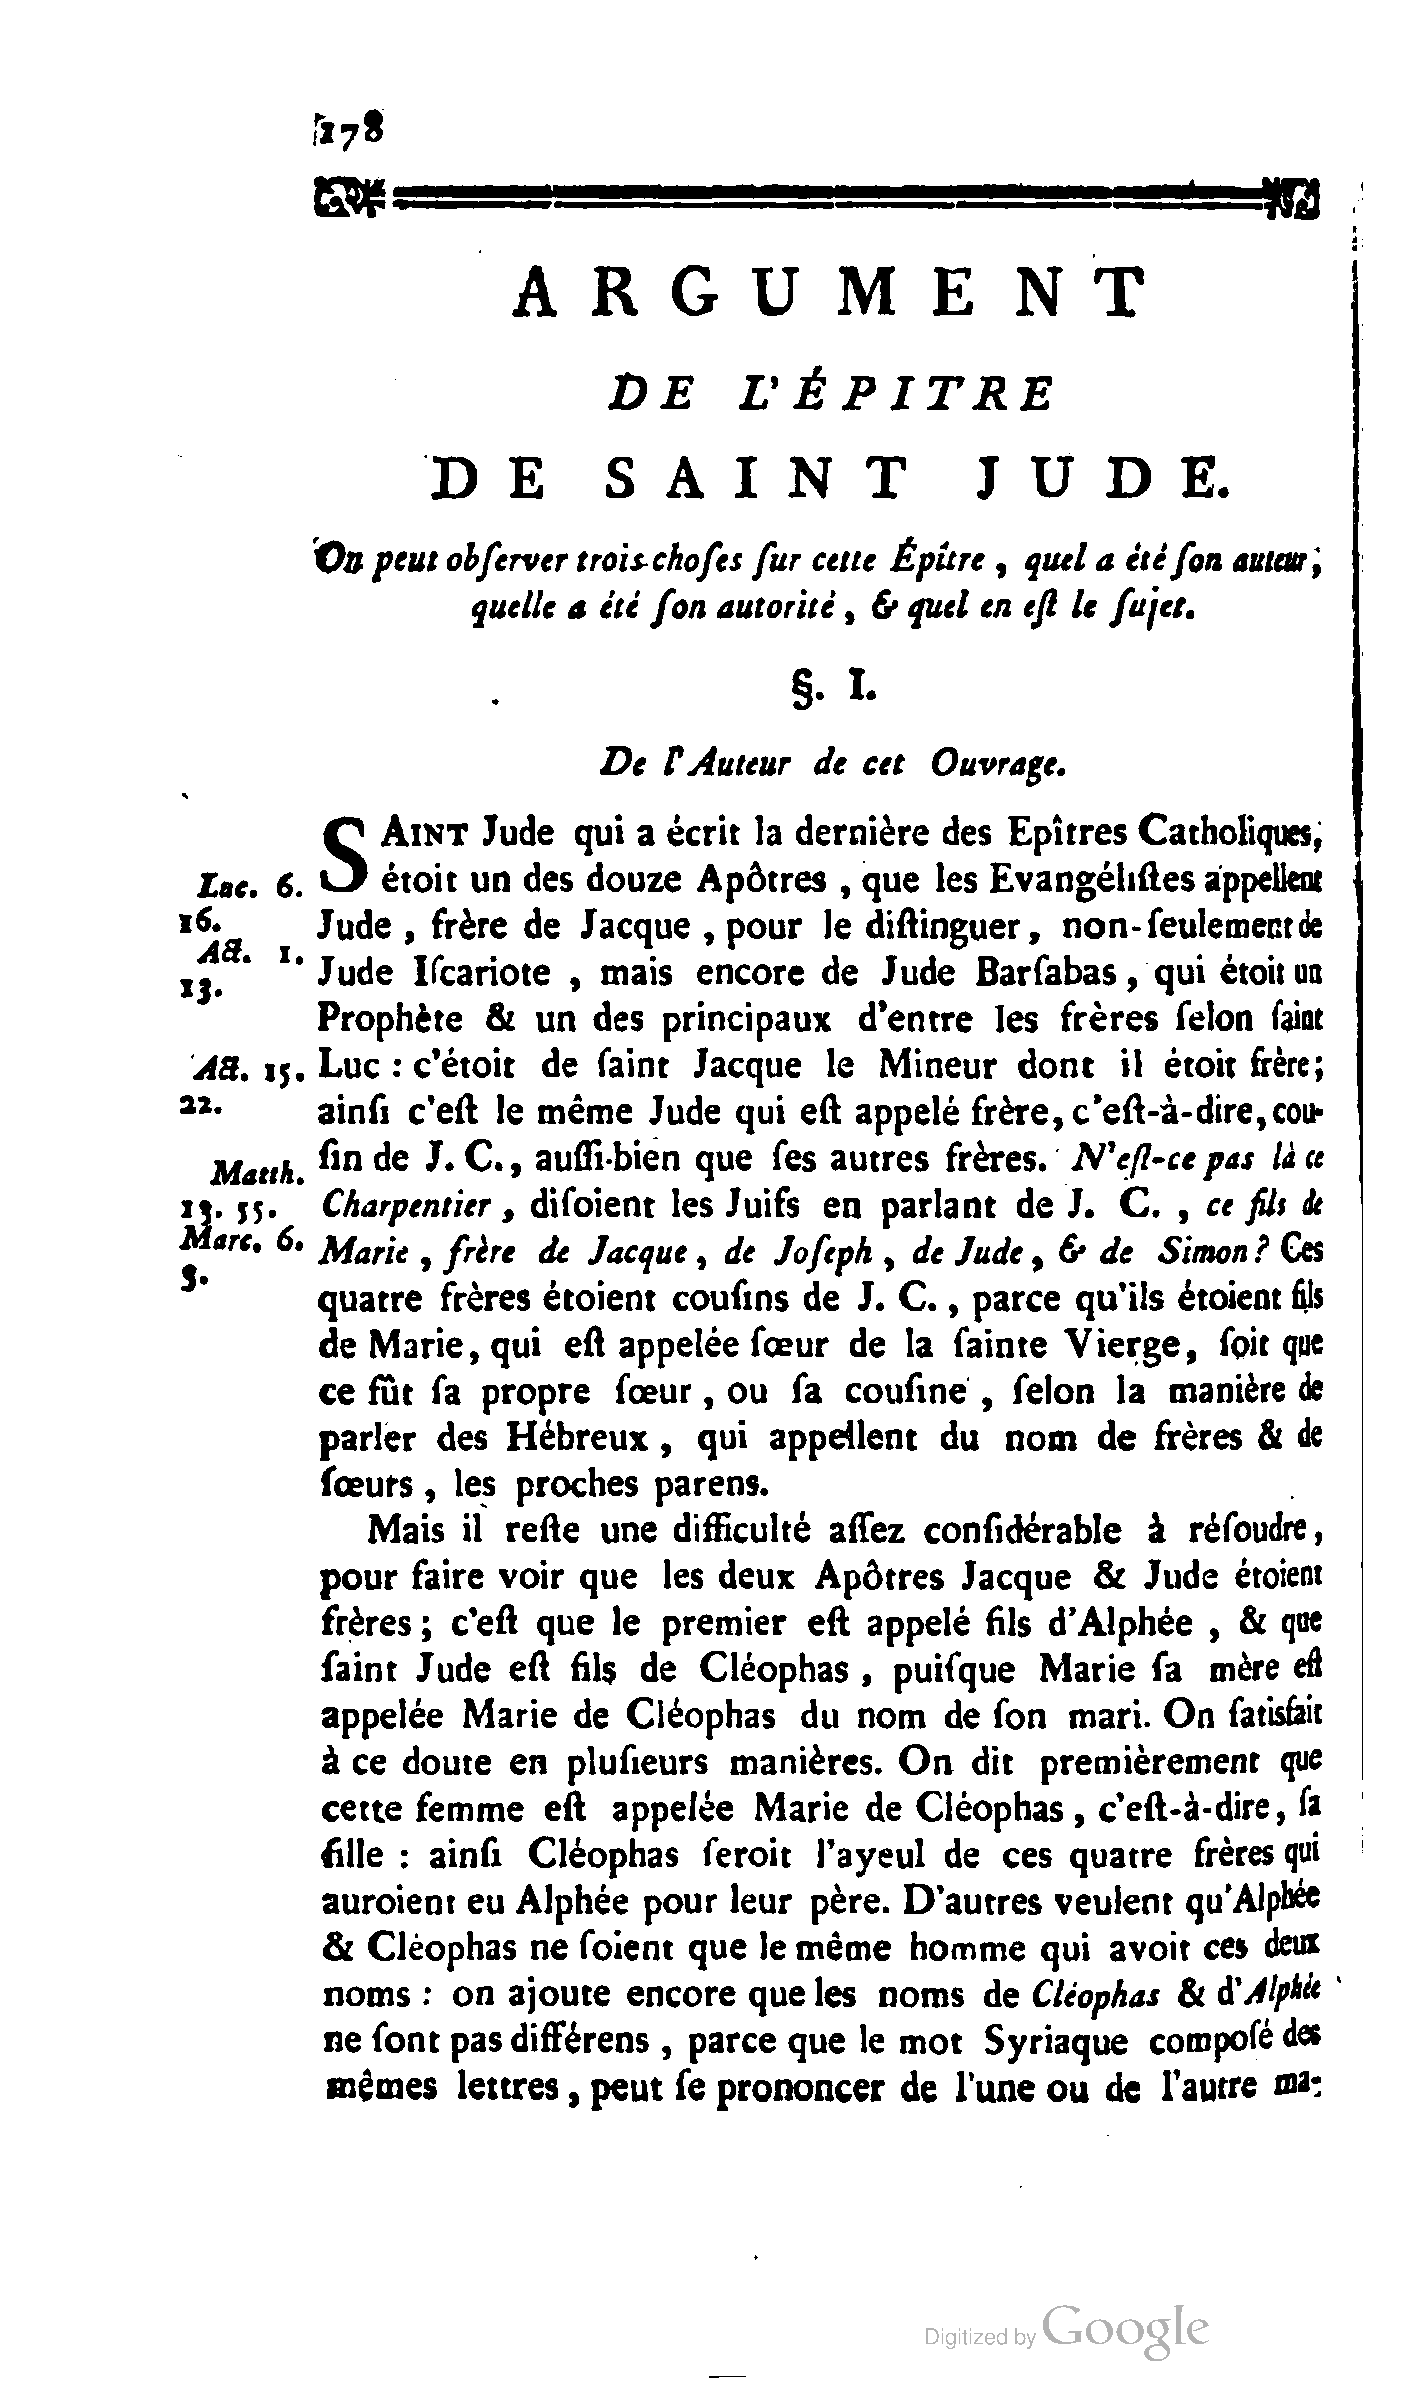 178
ARGUMENT
DE L'ÉPITRE
DE SAINT JUDE.
On peut obſerver trois choſes ſur cette Épître, quel a été ſon auteur;
quelle a été ſon autorité, & quel en eſt le ſujet.
§. I.
De l'Auteur de cet Ouvrage.
SAINT Jude qui a écrit la dernière des Epîtres Catholiques,
Luc. 6. étoit un des douze Apôtres, que les Evangéliſtes appellent
16. Jude, frère de Jacque, pour le diſtinguer, non-ſeulement de
Act. 1. Jude Iſcariote, mais encore de Jude Barſabas, qui étoit un
13.
Prophète & un des principaux d'entre les frères ſelon ſaint
Act. 15. Luc : c'étoit de ſaint Jacque le Mineur dont il étoit frère;
22. ainſi c'eſt le même Jude qui eſt appelé frère, c'eſt-à-dire, cou-
Matth. ſin de J. C., auſſi-bien que ſes autres frères. N'eſt-ce pas là ce
13. 55. Charpentier, diſoient les Juifs en parlant de J. C., ce fils de
Marc. 6. Marie, frère de Jacque, de Joſeph, de Jude, & de Simon? Ces
3.
quatre frères étoient couſins de J. C., parce qu'ils étoient fils
de Marie, qui eſt appelée ſœur de la ſainte Vierge, ſoit que
ce fût ſa propre ſœur, ou ſa couſine, ſelon la manière de
parler des Hébreux, qui appellent du nom de frères & de
ſœurs, les proches parens.
Mais il reſte une difficulté aſſez conſidérable à réſoudre,
pour faire voir que les deux Apôtres Jacque & Jude étoient
frères; c'eſt que le premier eſt appelé fils d'Alphée, & que
ſaint Jude eſt fils de Cléophas, puiſque Marie ſa mère eſt
appelée Marie de Cléophas du nom de ſon mari. On ſatisfait
à ce doute en pluſieurs manières. On dit premièrement que
cette femme eſt appelée Marie de Cléophas, c'eſt-à-dire, ſa
fille : ainſi Cléophas ſeroit l'ayeul de ces quatre frères qui
auroient eu Alphée pour leur père. D'autres veulent qu'Alphée
& Cléophas ne ſoient que le même homme qui avoit ces deux
noms : on ajoute encore que les noms de Cléophas & d'Alphée
ne ſont pas différens, parce que le mot Syriaque compoſé des
mêmes lettres, peut ſe prononcer de l'une ou de l'autre ma-
Digitized by Google